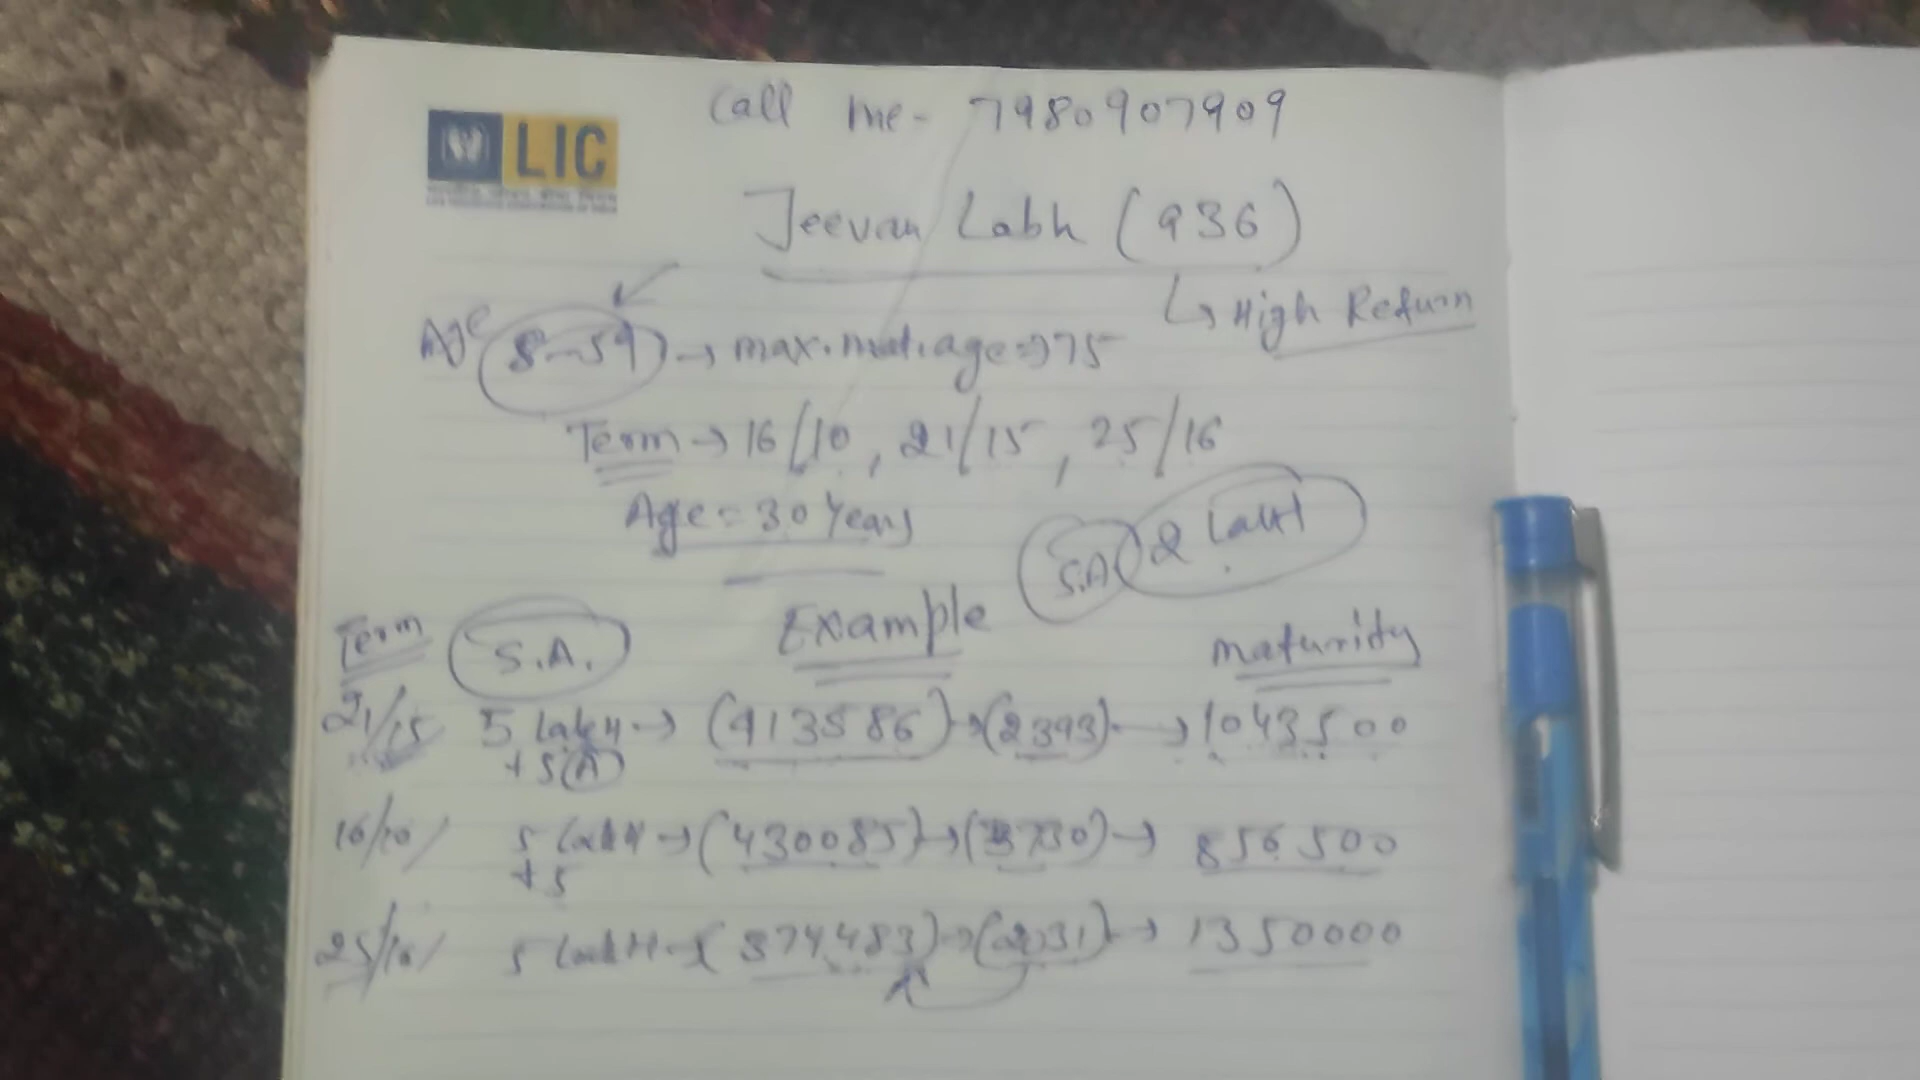 Call me - 7980907909
LIC
Jeevan Labh (936)
↳ High Return
Age 8-59 → max. mat. age => 75
Term → 16/10, 21/15, 25/16
Age = 30 Years
S.A 2 Lakh
Example
Term S.A. maturity
21/15 5 lakh → (413586) → (2393) → 1043500
+ 5(A)
16/10/ 5 lakh → (430085) → (3730) → 856500
+ 5
25/16/ 5 lakh → (374483) → (2031) → 1350000